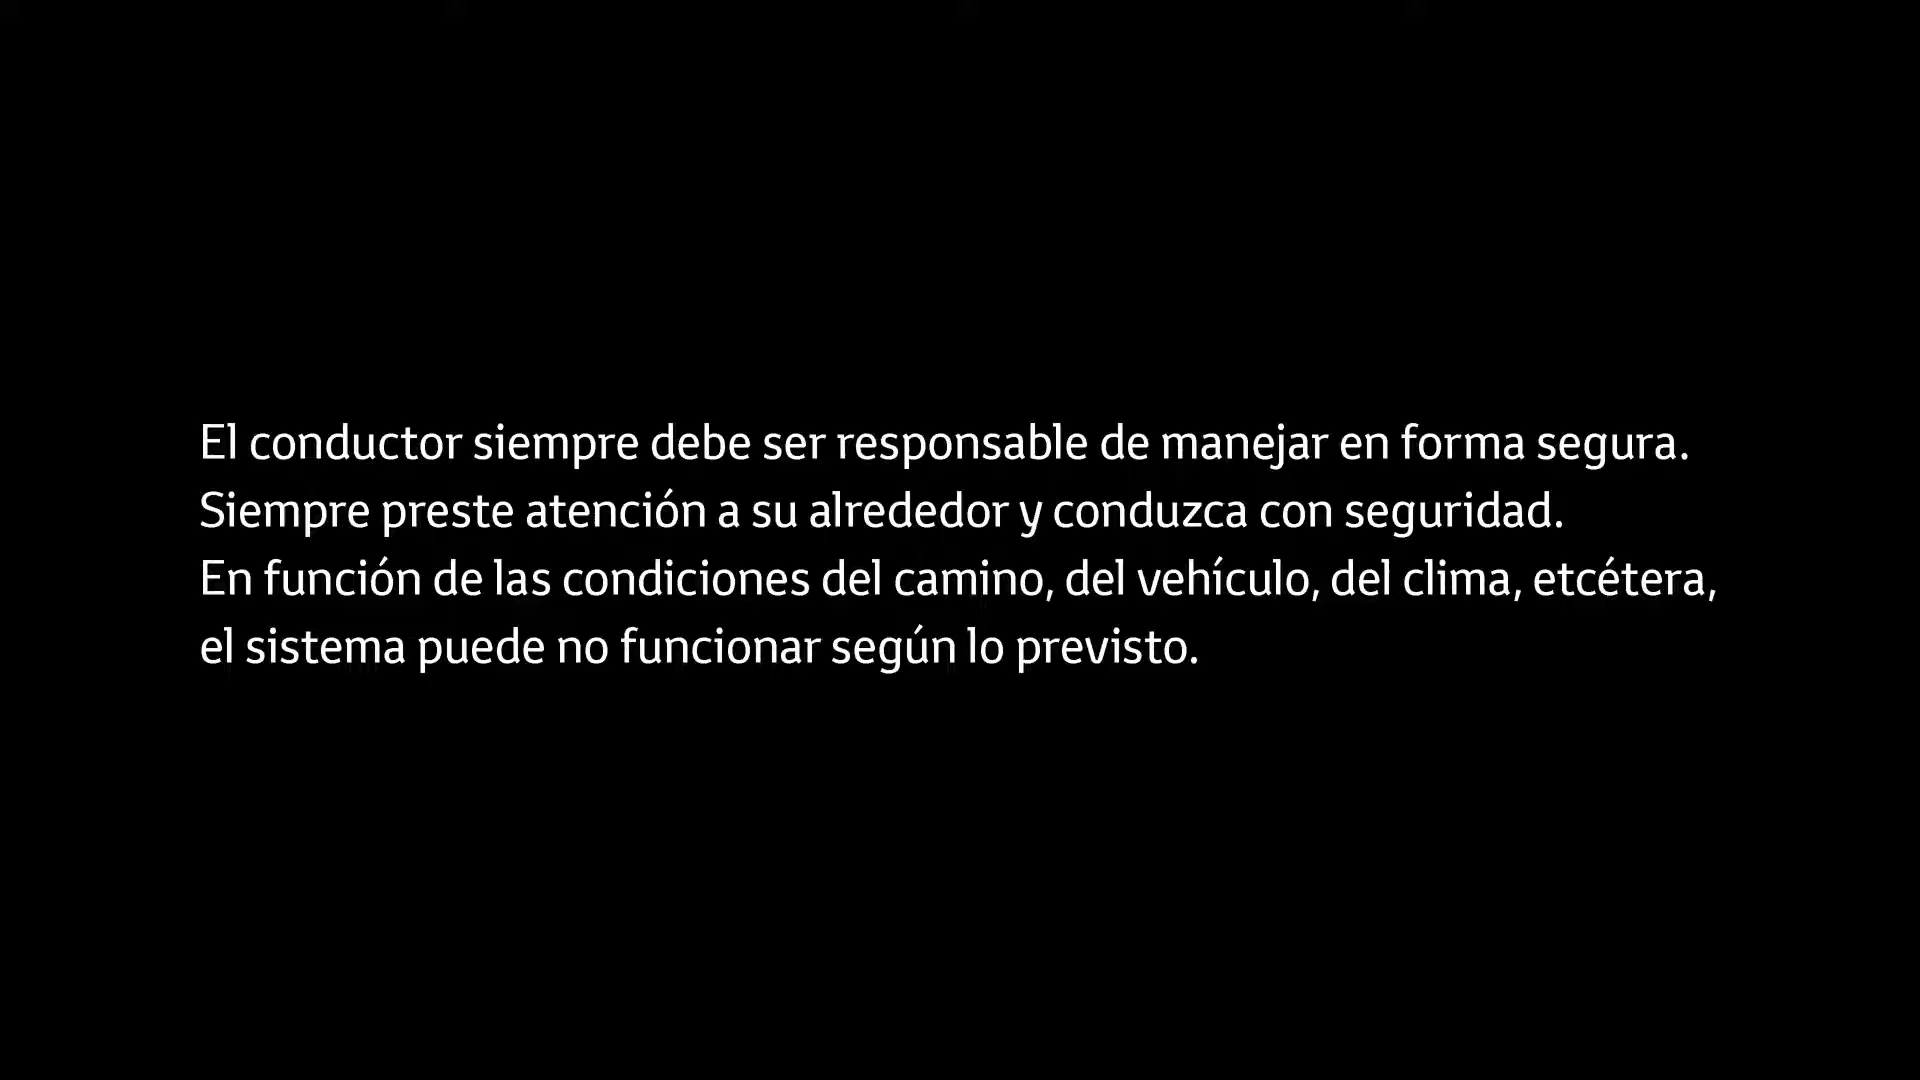 El conductor siempre debe ser responsable de manejar en forma segura.
Siempre preste atención a su alrededor y conduzca con seguridad.
En función de las condiciones del camino, del vehículo, del clima, etcétera,
el sistema puede no funcionar según lo previsto.